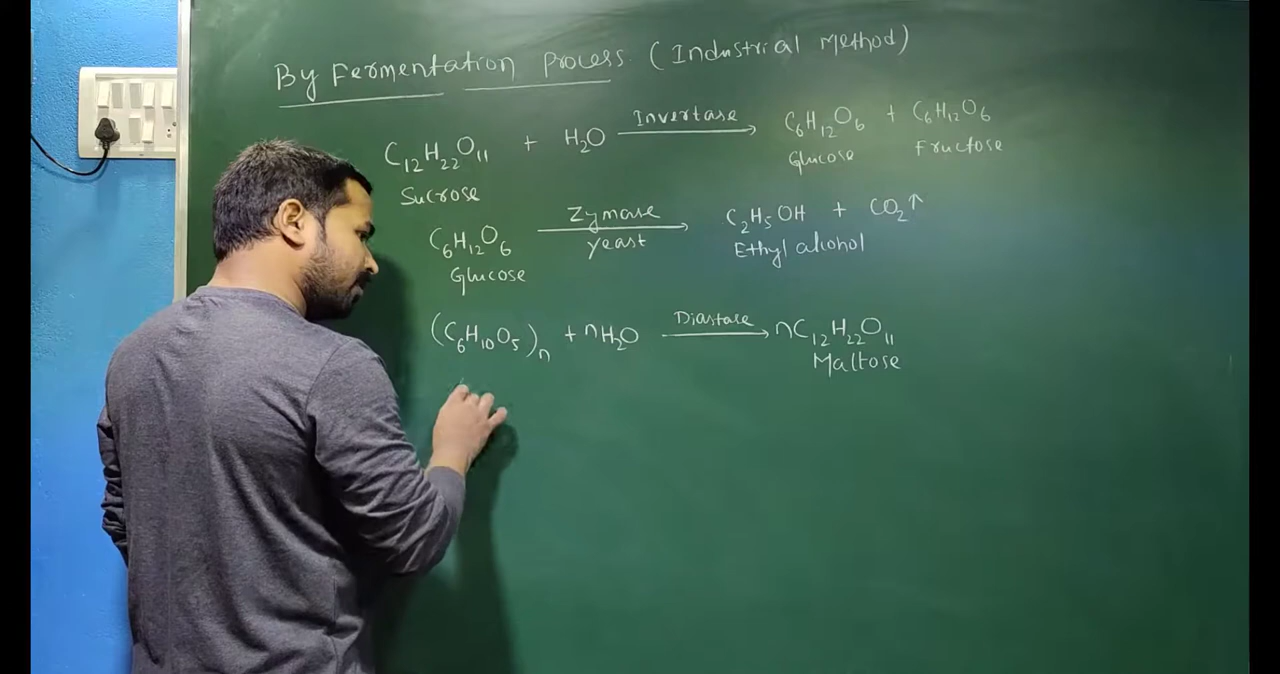 By Fermentation Process (Industrial Method)
C₁₂H₂₂O₁₁ + H₂O Invertase → C₆H₁₂O₆ + C₆H₁₂O₆
Sucrose Glucose Fructose
C₆H₁₂O₆ Zymase yeast → C₂H₅OH + CO₂↑
Glucose Ethyl alcohol
(C₆H₁₀O₅)ₙ + nH₂O Diastase → nC₁₂H₂₂O₁₁
Maltose